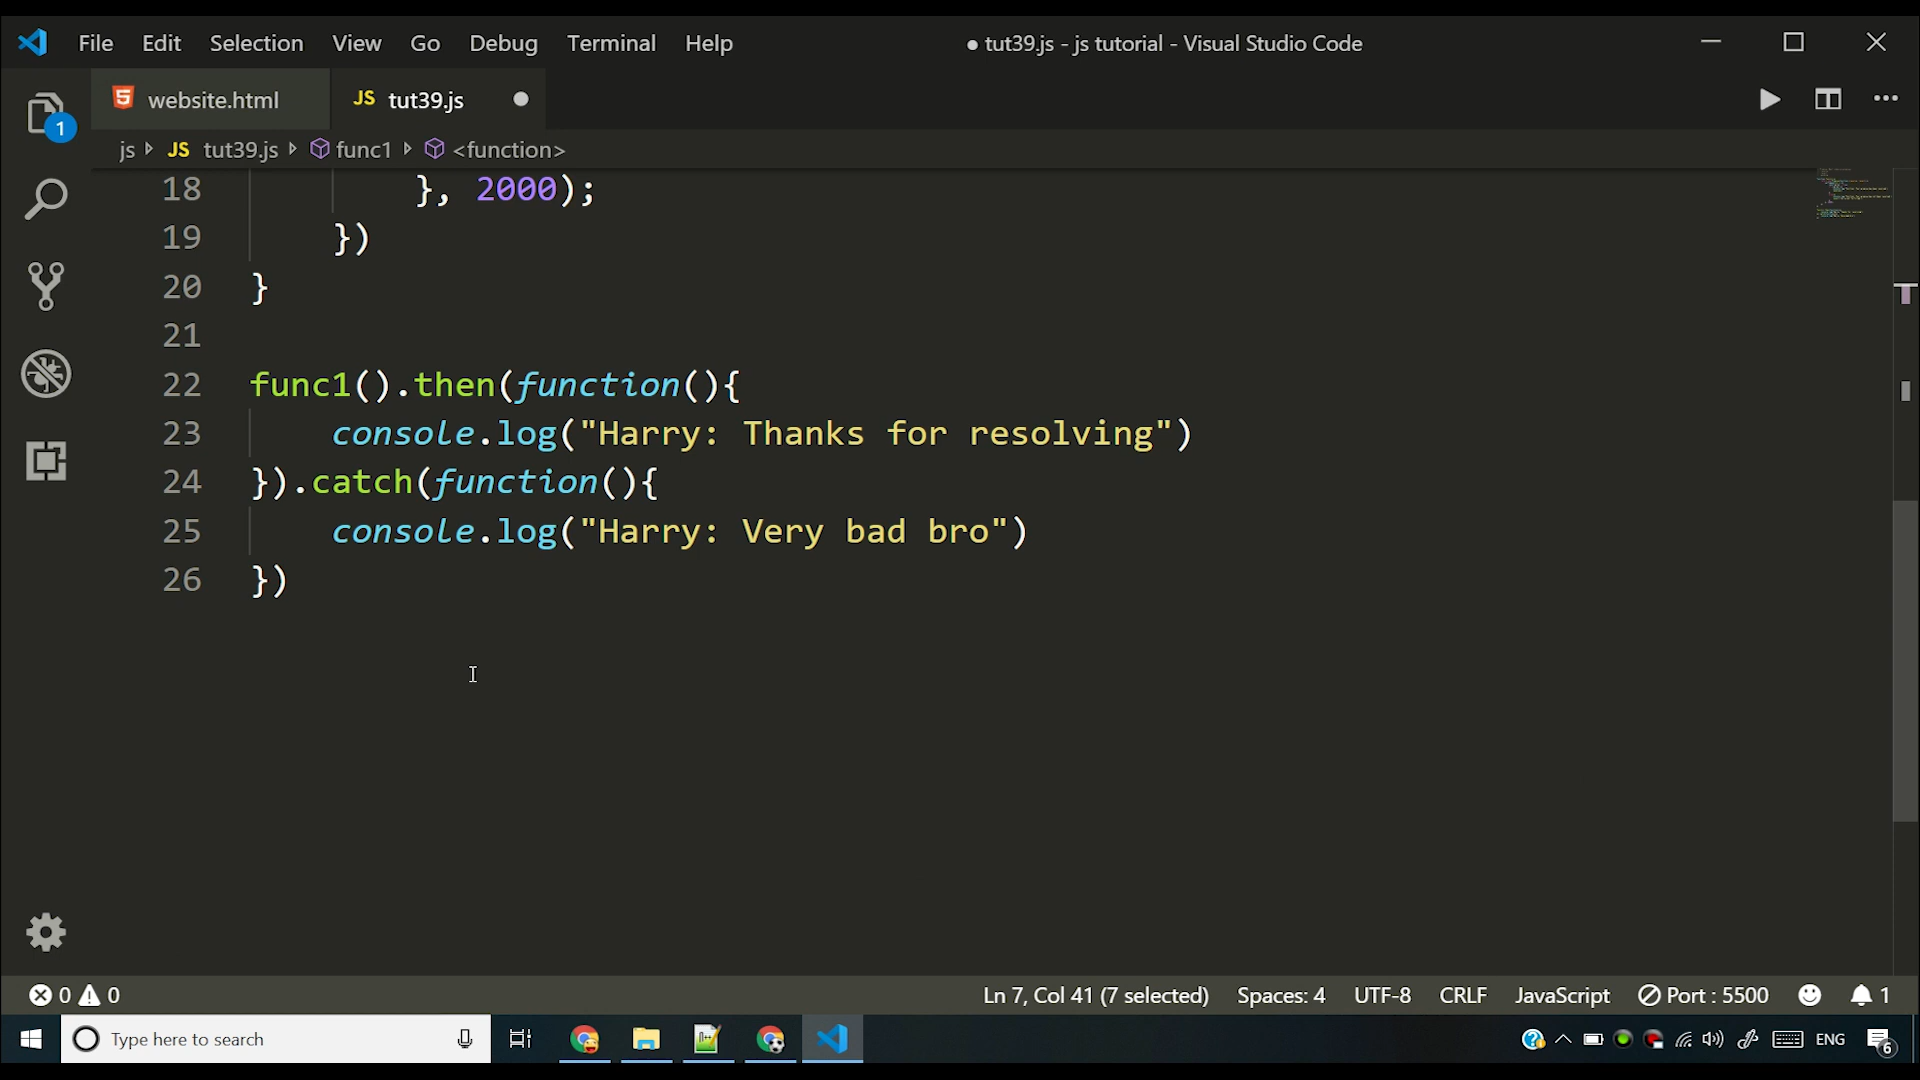 File Edit Selection View Go Debug Terminal Help ● tut39.js - js tutorial - Visual Studio Code
website.html JS tut39.js
1
js JS tut39.js func1 <function>
18 }, 2000);
19 })
20 }
21
22 func1().then(function(){
23 console.log("Harry: Thanks for resolving")
24 }).catch(function(){
25 console.log("Harry: Very bad bro")
26 })
0 0 Ln 7, Col 41 (7 selected) Spaces: 4 UTF-8 CRLF JavaScript Port : 5500 1
Type here to search ENG 6